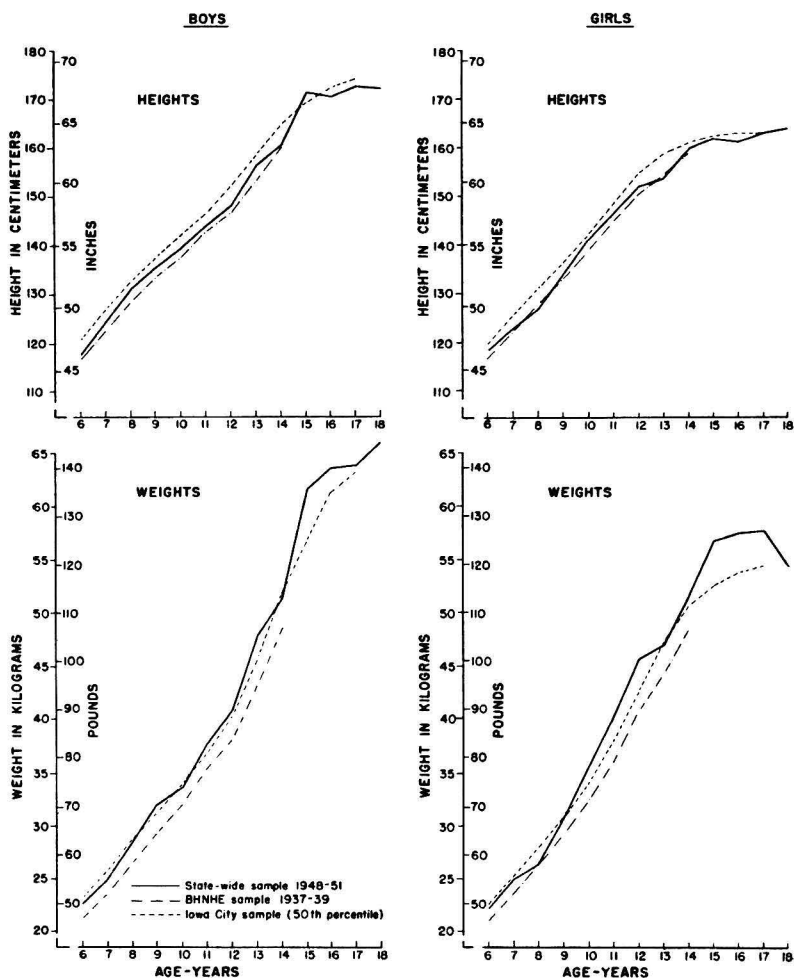 BOYS
GIRLS
180
170
160
150
140
130
120
110
HEIGHT IN CENTIMETERS
70
65
60
55
50
45
INCHES
HEIGHTS
6 7 8 9 10 11 12 13 14 15 16 17 18
180
170
160
150
140
130
120
110
HEIGHT IN CENTIMETERS
70
65
60
55
50
45
INCHES
HEIGHTS
6 7 8 9 10 11 12 13 14 15 16 17 18
65
60
55
50
45
40
35
30
25
20
WEIGHT IN KILOGRAMS
140
130
120
110
100
90
80
70
60
50
POUNDS
WEIGHTS
State-wide sample 1948-51
BHNHE sample 1937-39
Iowa City sample (50th percentile)
6 7 8 9 10 11 12 13 14 15 16 17 18
AGE-YEARS
65
60
55
50
45
40
35
30
25
20
WEIGHT IN KILOGRAMS
140
130
120
110
100
90
80
70
60
50
POUNDS
WEIGHTS
6 7 8 9 10 11 12 13 14 15 16 17 18
AGE-YEARS